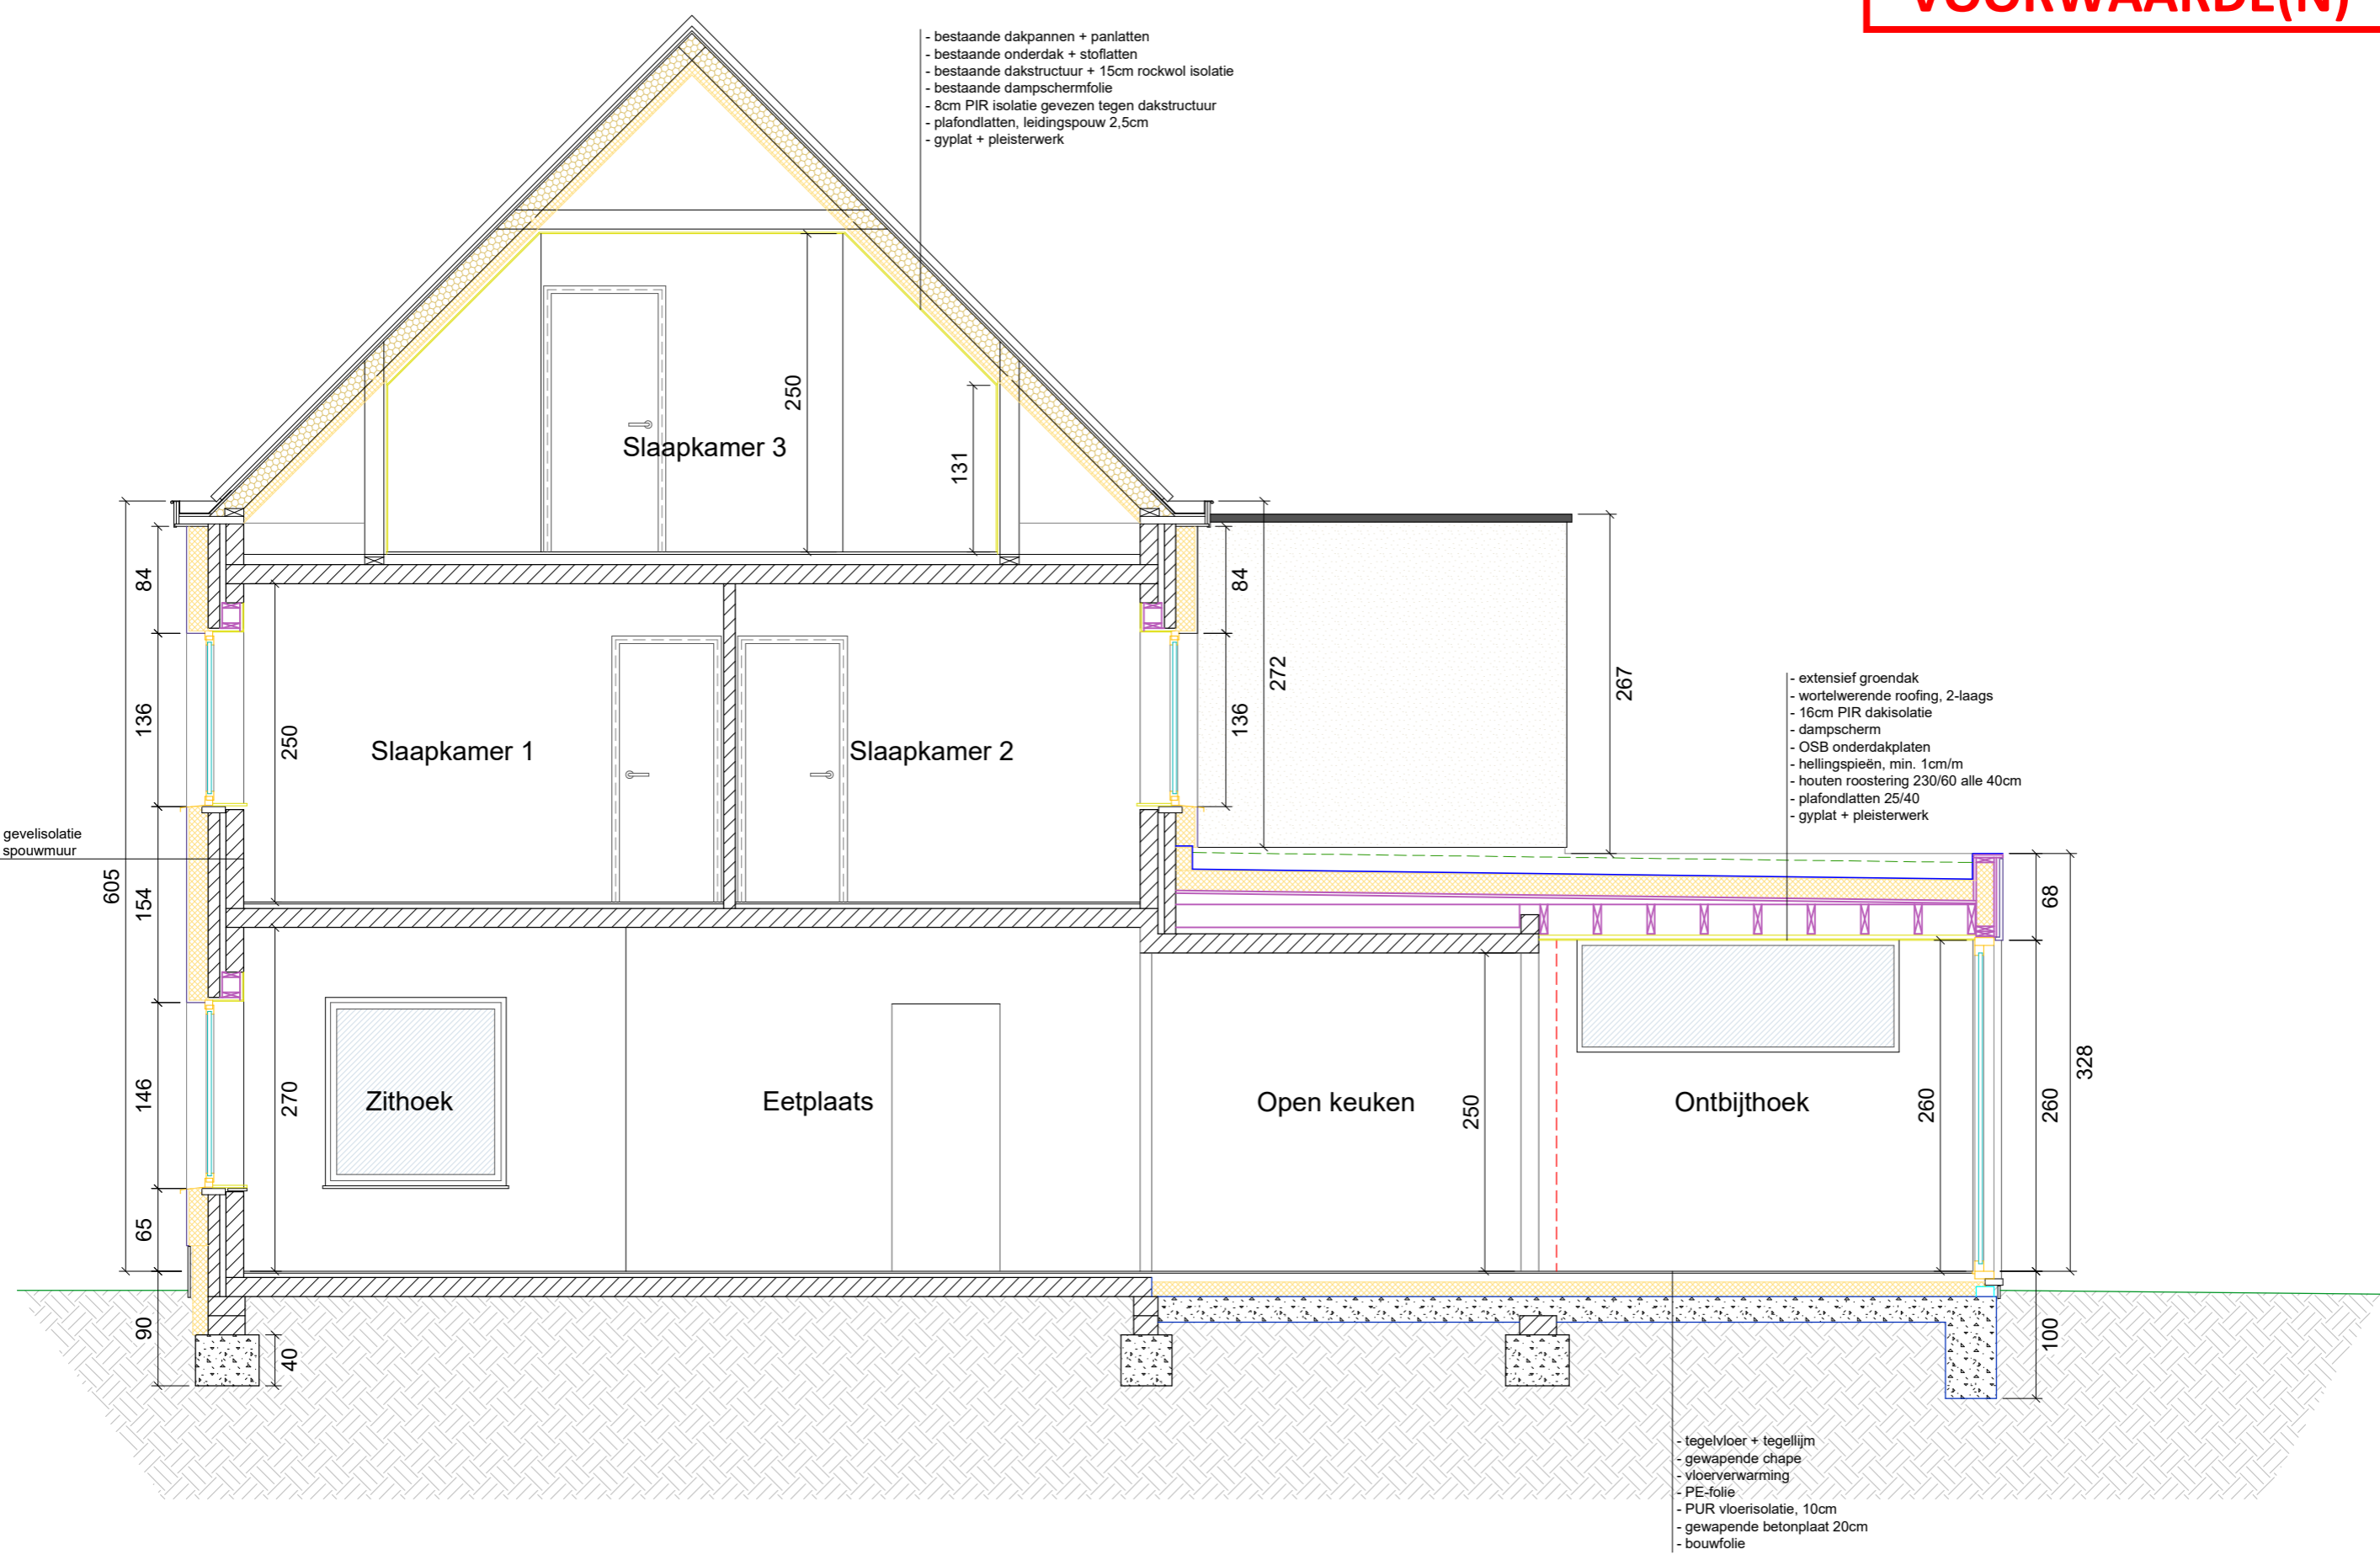 VOORWAARDE(N)
- bestaande dakpannen + panlatten
- bestaande onderdak + stoflatten
- bestaande dakstructuur + 15cm rockwol isolatie
- bestaande dampschermfolie
- 8cm PIR isolatie gevezen tegen dakstructuur
- plafondlatten, leidingspouw 2,5cm
- gyplat + pleisterwerk
250
Slaapkamer 3
131
84
84
272
267
136
136
250
Slaapkamer 1
Slaapkamer 2
- extensief groendak
- wortelwerende roofing, 2-laags
- 16cm PIR dakisolatie
- dampscherm
- OSB onderdakplaten
- hellingspieën, min. 1cm/m
- houten roostering 230/60 alle 40cm
- plafondlatten 25/40
- gyplat + pleisterwerk
gevelisolatie
spouwmuur
605
154
68
328
146
270
Zithoek
Eetplaats
Open keuken
250
Ontbijthoek
260
260
65
90
40
100
- tegelvloer + tegellijm
- gewapende chape
- vloerverwarming
- PE-folie
- PUR vloerisolatie, 10cm
- gewapende betonplaat 20cm
- bouwfolie